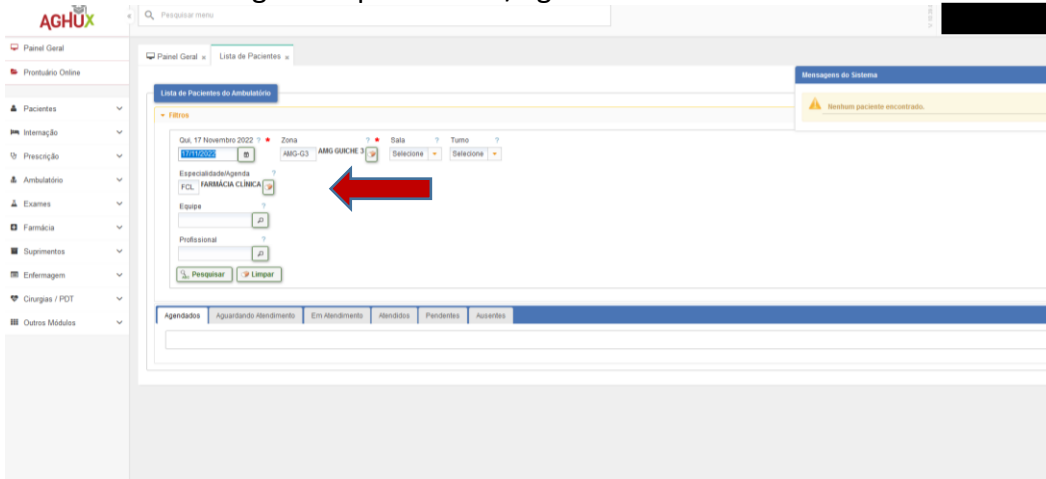 AGHUX
Pesquisar menu
Painel Geral
Prontuário Online
Pacientes
Internação
Prescrição
Ambulatório
Exames
Farmácia
Suprimentos
Enfermagem
Cirurgias / PDT
Outros Módulos
Painel Geral x Lista de Pacientes x
Mensagens do Sistema
Nenhum paciente encontrado.
Lista de Pacientes do Ambulatório
Filtros
Qui, 17 Novembro 2022 ? * Zona ? * Sala ? Turno ?
17/11/2022 AMG-G3 AMG GUICHE 3 Selecione Selecione
Especialidade/Agenda ?
FCL FARMÁCIA CLÍNICA
Equipe ?
Profissional ?
Pesquisar Limpar
Agendados Aguardando Atendimento Em Atendimento Atendidos Pendentes Ausentes